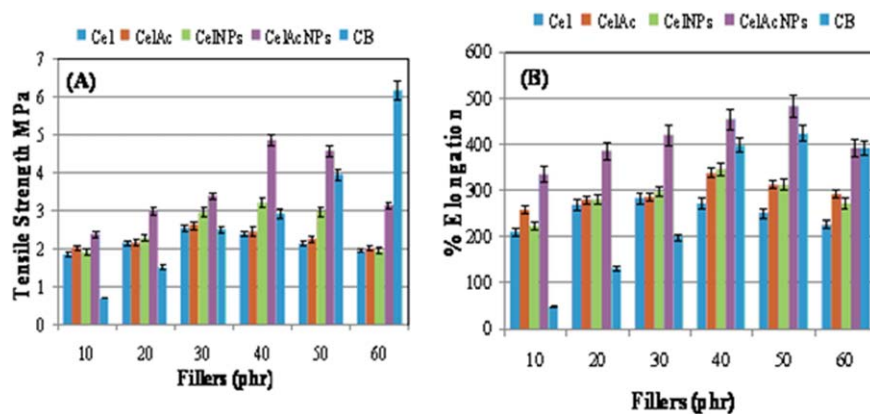 Cel CelAc CelNPs CelAcNPs CB
(A)
Tensile Strength MPa
7
6
5
4
3
2
1
0
10 20 30 40 50 60
Fillers (phr)
Cel CelAc CelNPs CelAcNPs CB
(B)
% Elongation
600
500
400
300
200
100
0
10 20 30 40 50 60
Fillers (phr)